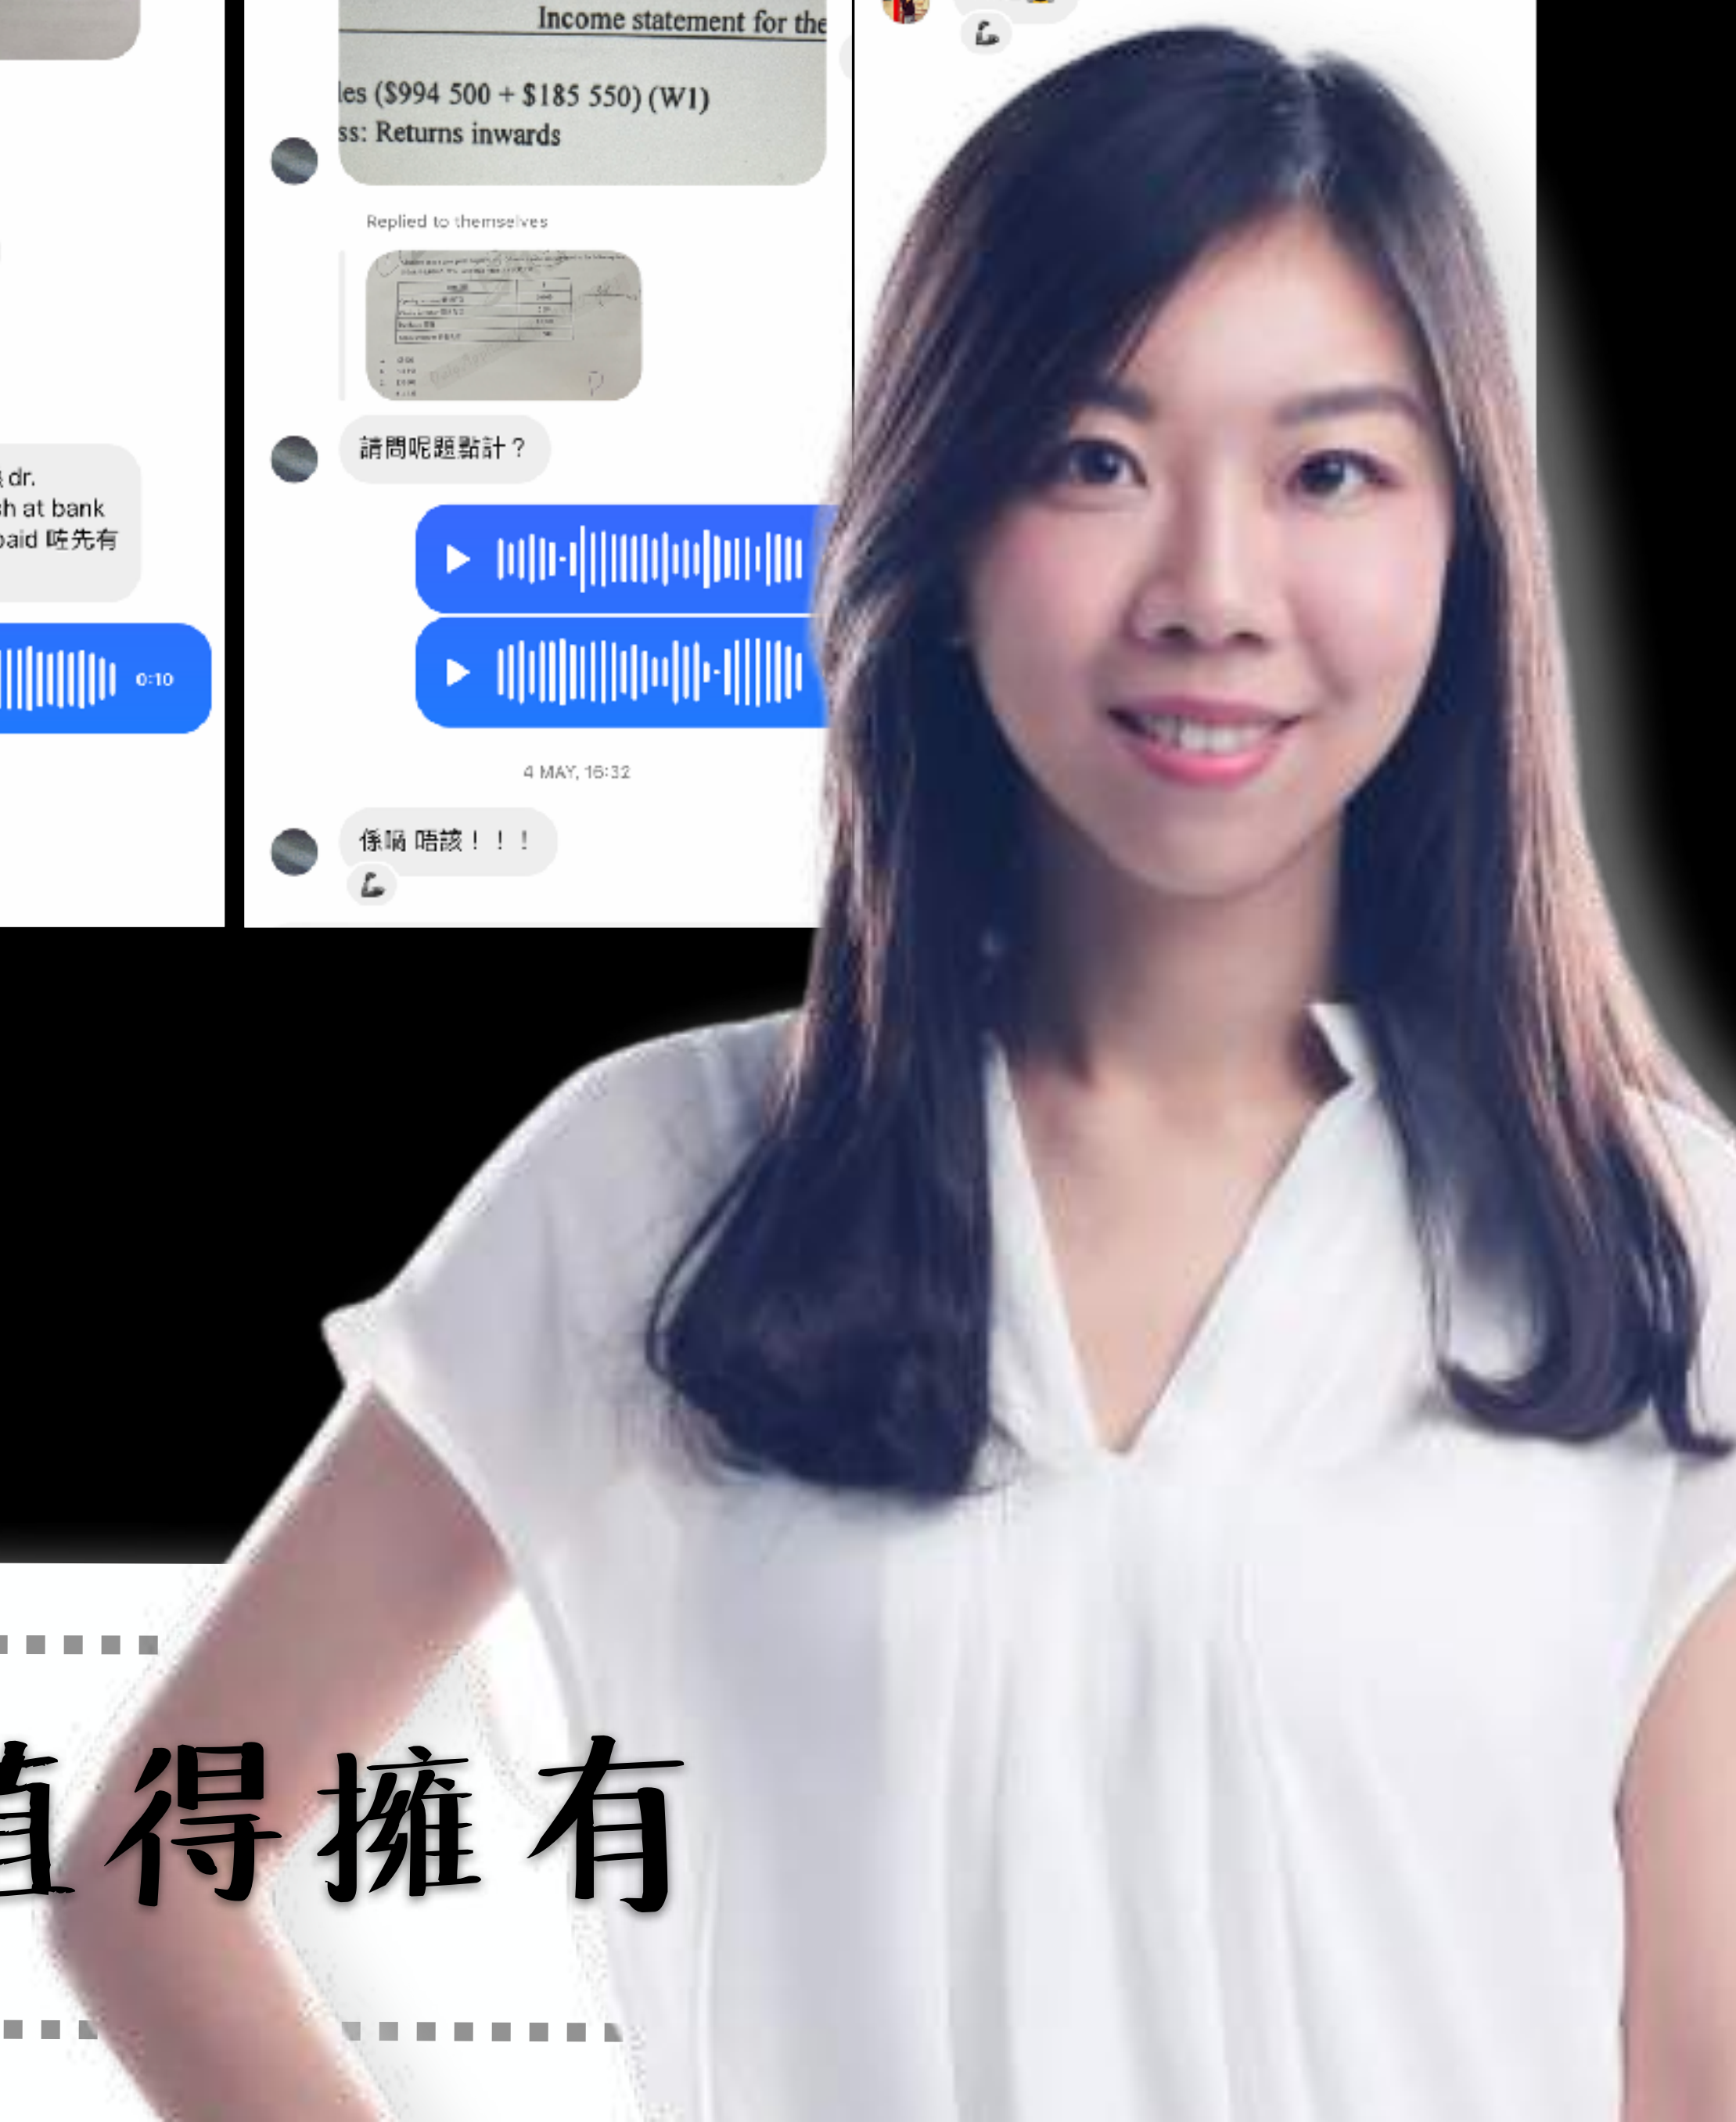 Income statement for the
les ($994 500 + $185 550) (W1)
ss: Returns inwards
Replied to themselves
請問呢題點計？
dr.
h at bank
paid 咗先有
0:10
4 MAY, 16:32
係喎 唔該！！！
值得擁有